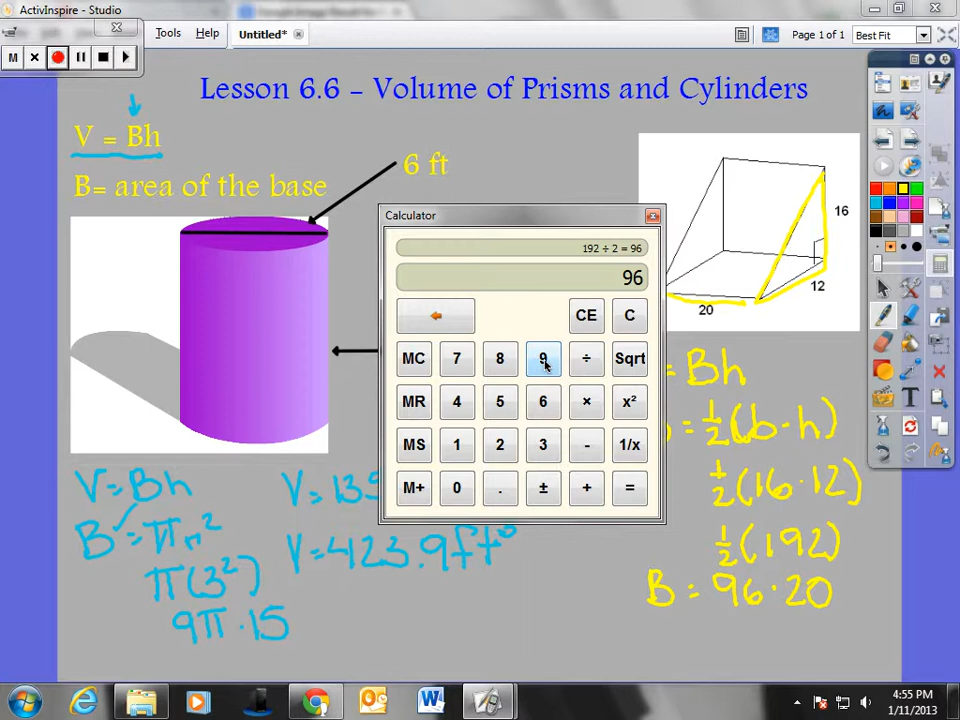 ActivInspire - Studio
Tools Help Untitled* Page 1 of 1 Best Fit
M
Lesson 6.6 - Volume of Prisms and Cylinders
V = Bh
B= area of the base
6 ft
Calculator
192 ÷ 2 = 96
96
CE C
MC 7 8 9 ÷ Sqrt
MR 4 5 6 × x²
MS 1 2 3 - 1/x
M+ 0 . ± + =
16
12
20
V=Bh
B=πr²
π(3²)
9π·15
V=135
V=423.9ft³
= Bh
= ½(b·h)
½(16·12)
½(192)
B = 96·20
4:55 PM
1/11/2013